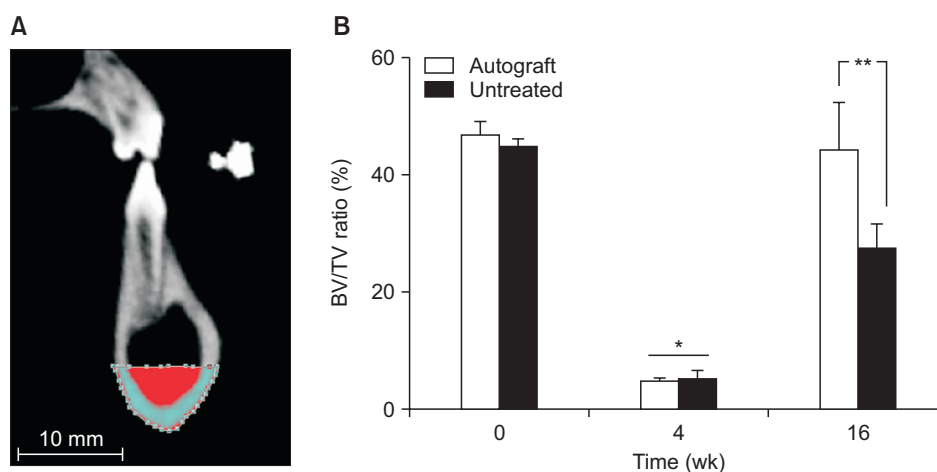 A
10 mm
B
60
40
20
0
BV/TV ratio (%)
Autograft
Untreated
*
**
0 4 16
Time (wk)